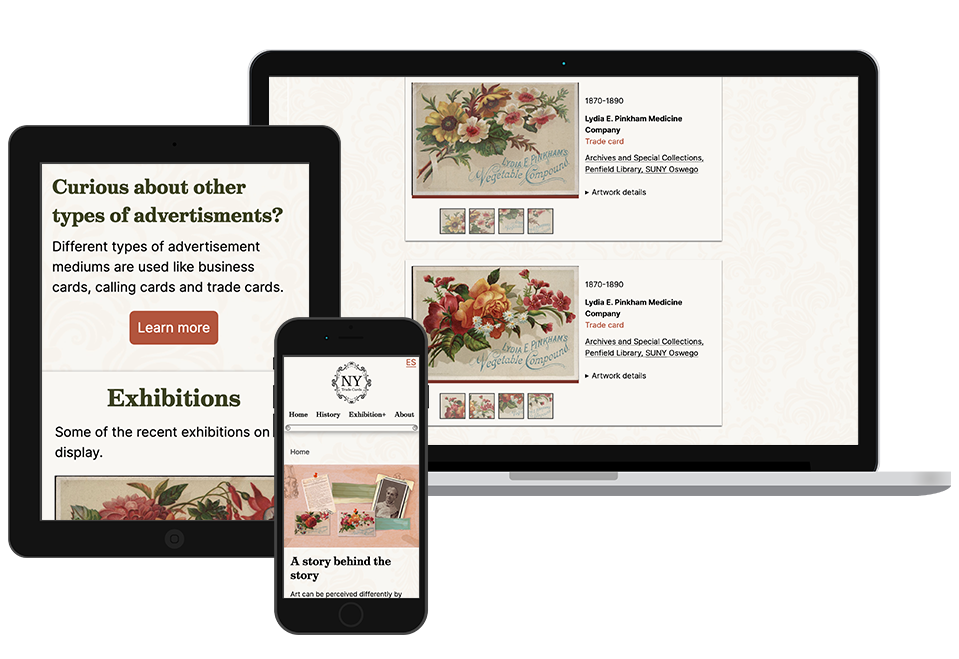 Curious about other
types of advertisments?
Different types of advertisement
mediums are used like business
cards, calling cards and trade cards.
Learn more
Exhibitions
Some of the recent exhibitions on
display.
ES
NY
Trade Cards
Home History Exhibition+ About
Home
A story behind the
story
Art can be perceived differently by
LYDIA E. PINKHAM'S
Vegetable Compound
1870-1890
Lydia E. Pinkham Medicine
Company
Trade card
Archives and Special Collections,
Penfield Library, SUNY Oswego
▸ Artwork details
LYDIA E. PINKHAM'S
Vegetable Compound
1870-1890
Lydia E. Pinkham Medicine
Company
Trade card
Archives and Special Collections,
Penfield Library, SUNY Oswego
▸ Artwork details